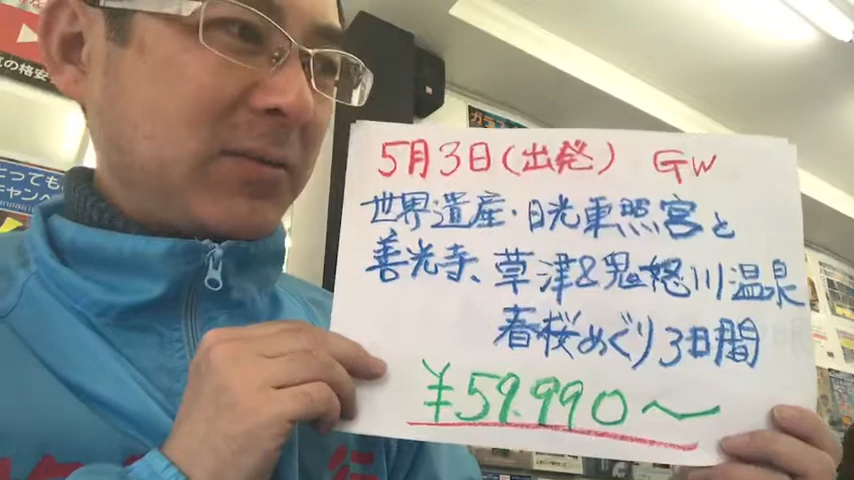 5月3日(出発) GW
世界遺産・日光東照宮と
善光寺、草津&鬼怒川温泉
春桜めぐり3日間
¥59.990~